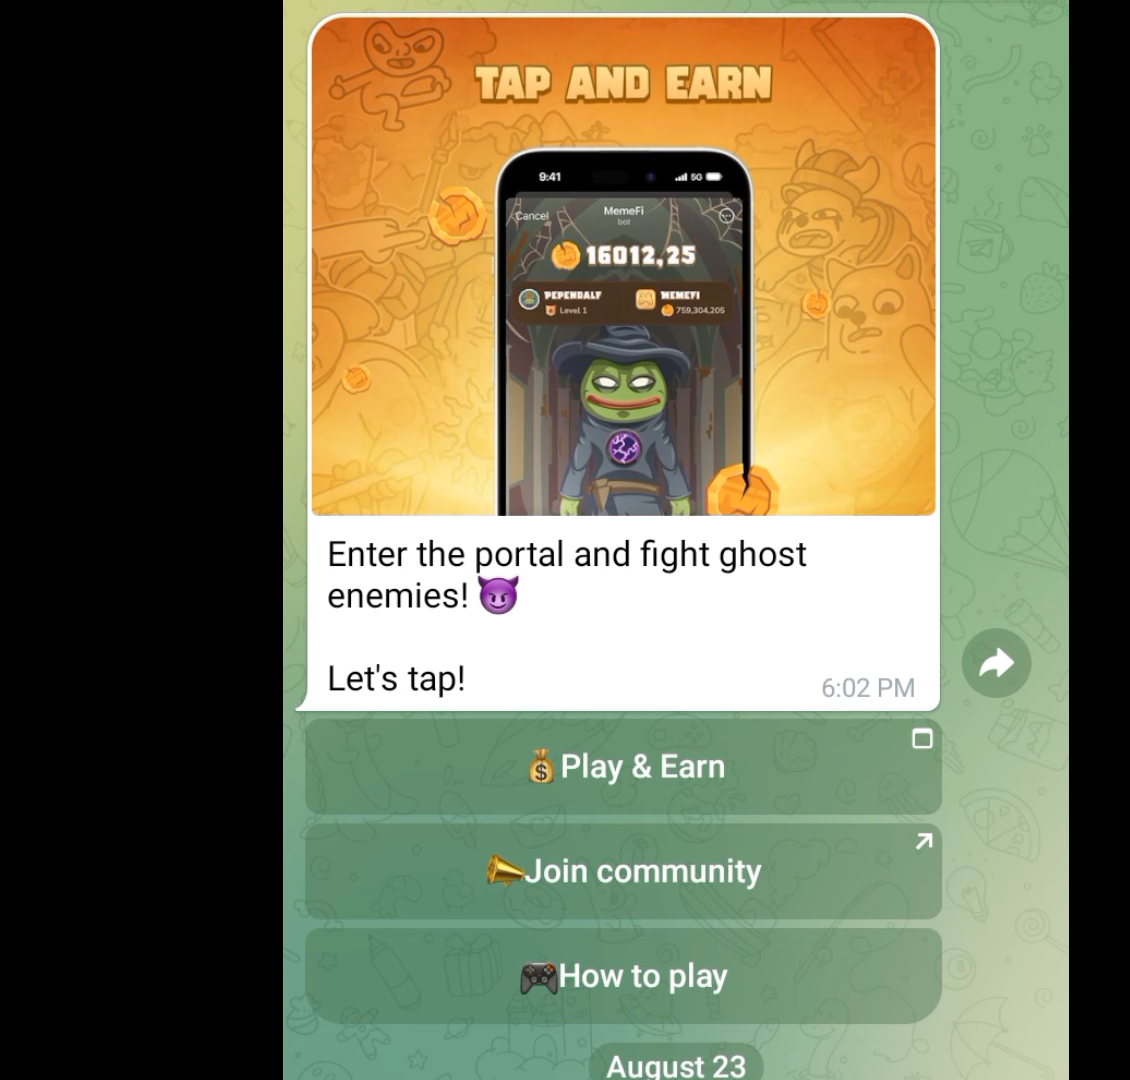 TAP AND EARN
9:41
5G
Cancel
MemeFi
bot
16012,25
PEPENDALF
MEMEFI
Level 1
759,304,205
Enter the portal and fight ghost
enemies! 😈
Let's tap!
6:02 PM
💰Play & Earn
📣Join community
🎮How to play
August 23